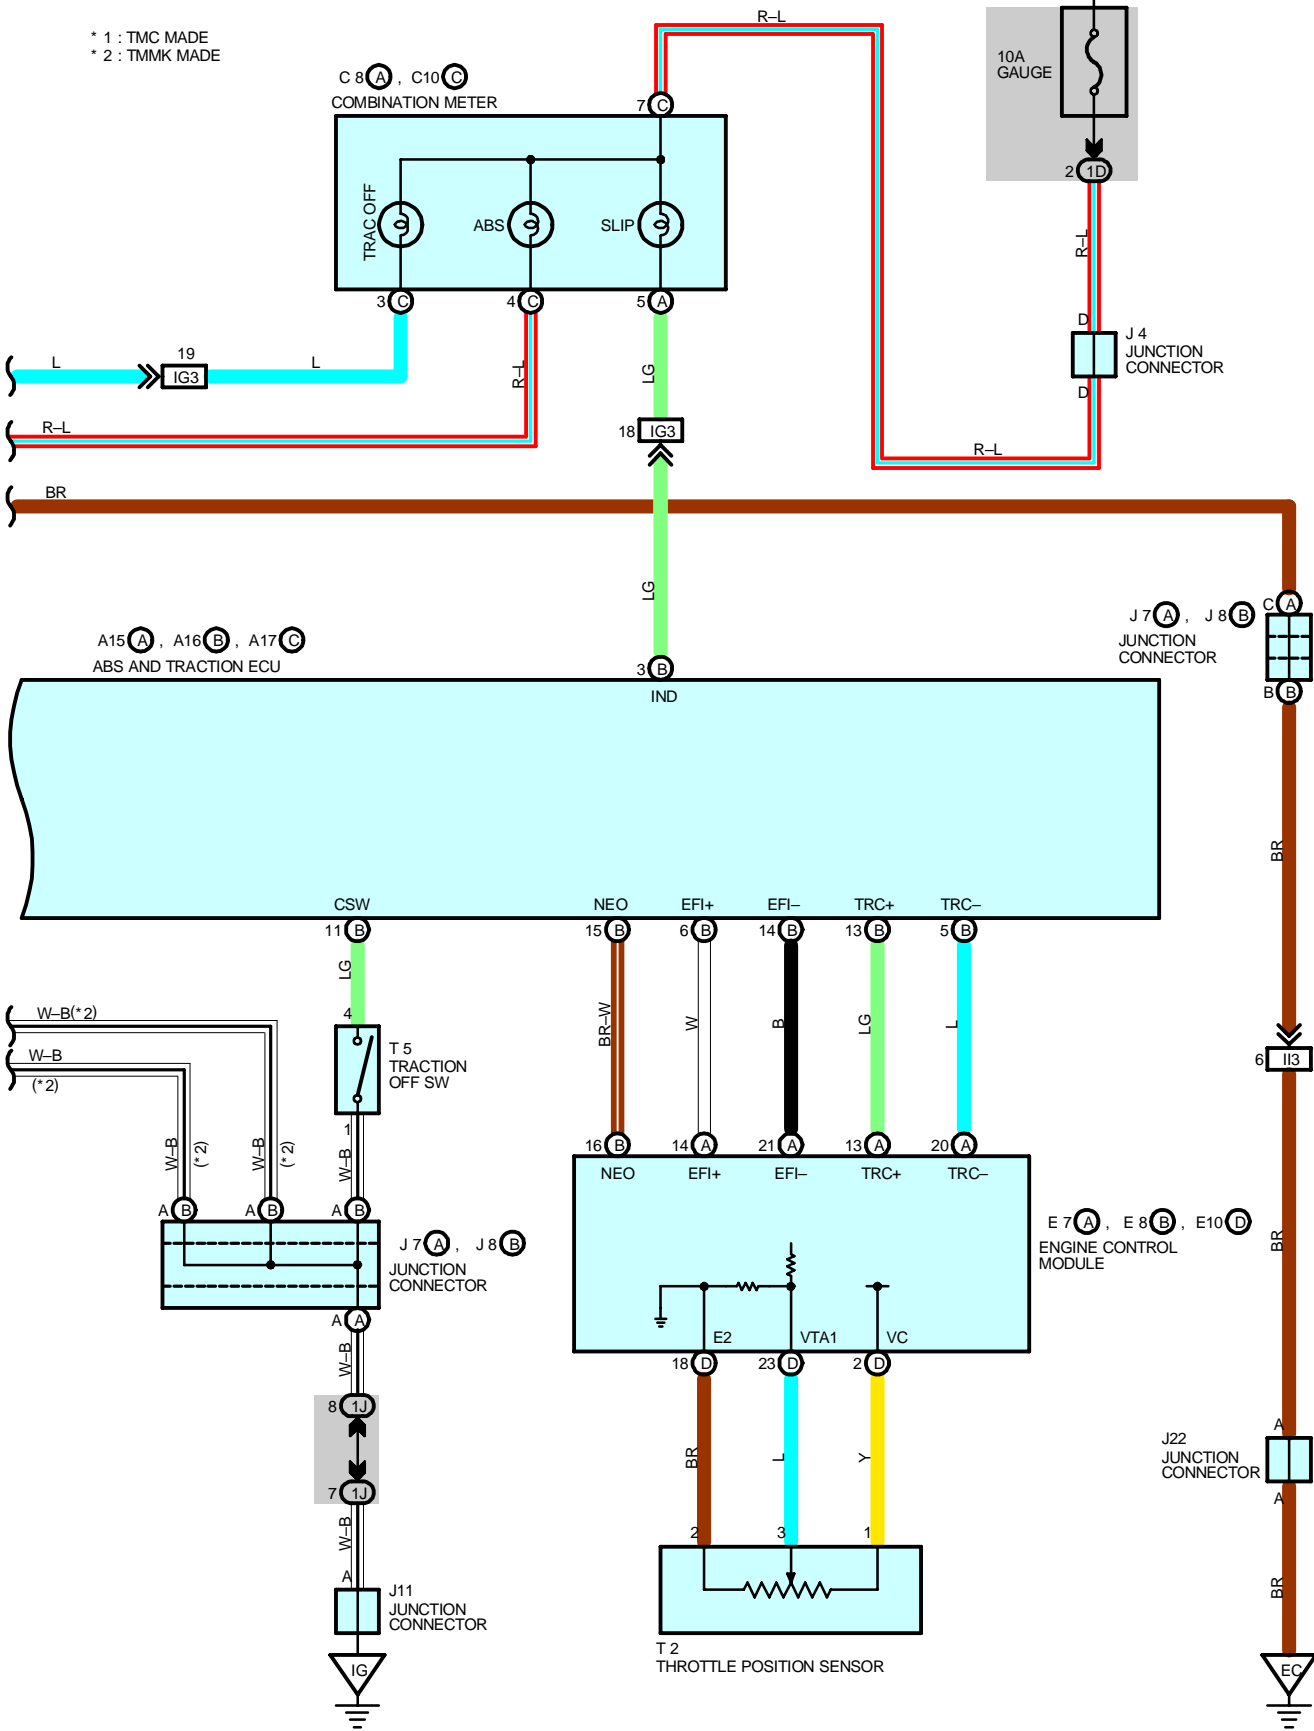 * 1 : TMC MADE
* 2 : TMMK MADE
R–L
10A
GAUGE
C 8 A , C10 C
COMBINATION METER
7 C
2 1D
TRAC OFF
ABS
SLIP
R–L
3 C
4 C
5 A
D
J 4
JUNCTION
CONNECTOR
D
L
19
IG3
L
R–L
LG
18 IG3
R–L
R–L
BR
LG
C A
J 7 A , J 8 B
JUNCTION
CONNECTOR
B B
A15 A , A16 B , A17 C
ABS AND TRACTION ECU
3 B
IND
BR
CSW
NEO
EFI+
EFI–
TRC+
TRC–
11 B
15 B
6 B
14 B
13 B
5 B
LG
W–B(*2)
4
W–B
(*2)
T 5
TRACTION
OFF SW
BR–W
W
B
LG
L
6 II3
1
W–B
(*2)
W–B
(*2)
W–B
16 B
14 A
21 A
13 A
20 A
NEO
EFI+
EFI–
TRC+
TRC–
A B
A B
A B
J 7 A , J 8 B
JUNCTION
CONNECTOR
E 7 A , E 8 B , E10 D
ENGINE CONTROL
MODULE
BR
A A
E2
VTA1
VC
18 D
23 D
2 D
W–B
8 1J
7 1J
BR
L
Y
A
J22
JUNCTION
CONNECTOR
A
W–B
2
3
1
A
J11
JUNCTION
CONNECTOR
BR
T 2
THROTTLE POSITION SENSOR
IG
EC